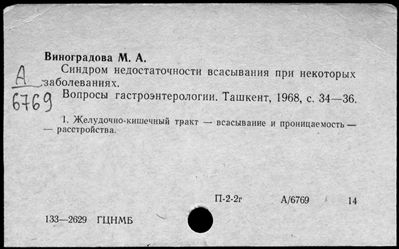 Виноградова М. А.
Синдром недостаточности всасывания при некоторых
заболеваниях.
А
6769
Вопросы гастроэнтерологии. Ташкент, 1968, с. 34—36.
1. Желудочно-кишечный тракт — всасывание и проницаемость —
— расстройства.
П-2-2г А/6769 14
133—2629 ГЦНМБ